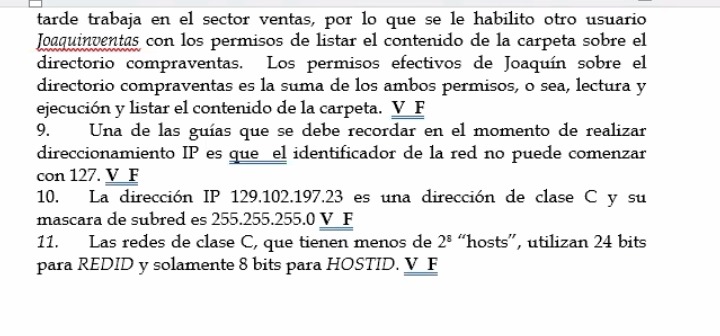 tarde trabaja en el sector ventas, por lo que se le habilito otro usuario
Joaquinventas con los permisos de listar el contenido de la carpeta sobre el
directorio compraventas. Los permisos efectivos de Joaquín sobre el
directorio compraventas es la suma de los ambos permisos, o sea, lectura y
ejecución y listar el contenido de la carpeta. V F
9. Una de las guías que se debe recordar en el momento de realizar
direccionamiento IP es que el identificador de la red no puede comenzar
con 127. V F
10. La dirección IP 129.102.197.23 es una dirección de clase C y su
mascara de subred es 255.255.255.0 V F
11. Las redes de clase C, que tienen menos de 2⁸ “hosts”, utilizan 24 bits
para REDID y solamente 8 bits para HOSTID. V F